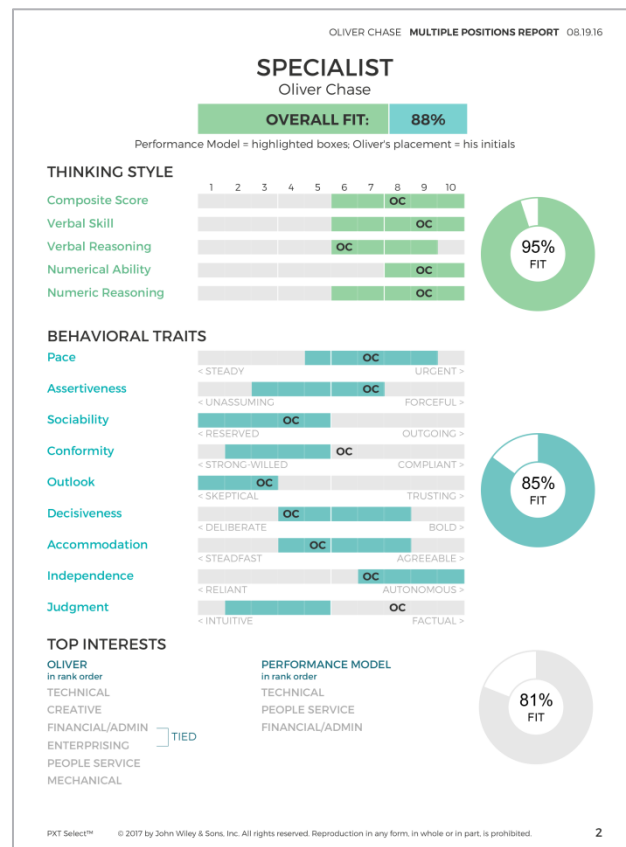 OLIVER CHASE MULTIPLE POSITIONS REPORT 08.19.16
SPECIALIST
Oliver Chase
OVERALL FIT: 88%
Performance Model = highlighted boxes; Oliver's placement = his initials
THINKING STYLE
1 2 3 4 5 6 7 8 9 10
Composite Score OC
Verbal Skill OC
Verbal Reasoning OC
Numerical Ability OC
Numeric Reasoning OC
95%
FIT
BEHAVIORAL TRAITS
Pace OC
< STEADY URGENT >
Assertiveness OC
< UNASSUMING FORCEFUL >
Sociability OC
< RESERVED OUTGOING >
Conformity OC
< STRONG-WILLED COMPLIANT >
Outlook OC
< SKEPTICAL TRUSTING >
Decisiveness OC
< DELIBERATE BOLD >
Accommodation OC
< STEADFAST AGREEABLE >
Independence OC
< RELIANT AUTONOMOUS >
Judgment OC
< INTUITIVE FACTUAL >
85%
FIT
TOP INTERESTS
OLIVER
in rank order
TECHNICAL
CREATIVE
FINANCIAL/ADMIN
ENTERPRISING
TIED
PEOPLE SERVICE
MECHANICAL
PERFORMANCE MODEL
in rank order
TECHNICAL
PEOPLE SERVICE
FINANCIAL/ADMIN
81%
FIT
PXT Select™ © 2017 by John Wiley & Sons, Inc. All rights reserved. Reproduction in any form, in whole or in part, is prohibited. 2